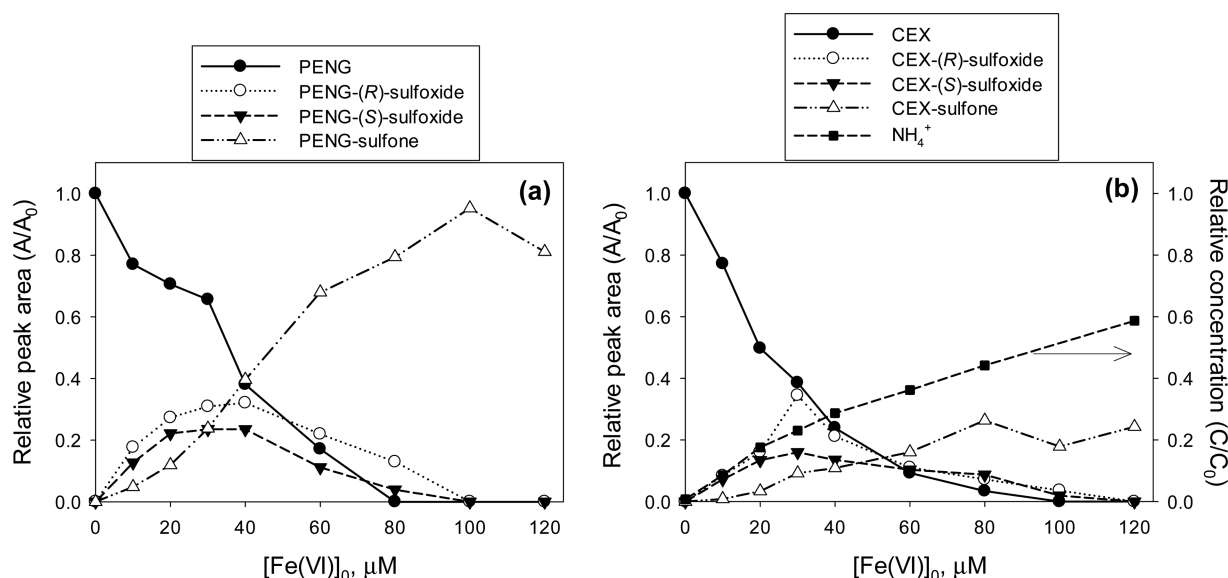 PENG
PENG-(R)-sulfoxide
PENG-(S)-sulfoxide
PENG-sulfone
(a)
Relative peak area (A/A₀)
1.0
0.8
0.6
0.4
0.2
0.0
0 20 40 60 80 100 120
[Fe(VI)]₀, μM
CEX
CEX-(R)-sulfoxide
CEX-(S)-sulfoxide
CEX-sulfone
NH₄⁺
(b)
Relative peak area (A/A₀)
1.0
0.8
0.6
0.4
0.2
0.0
0 20 40 60 80 100 120
[Fe(VI)]₀, μM
1.0
0.8
0.6
0.4
0.2
0.0
Relative concentration (C/C₀)